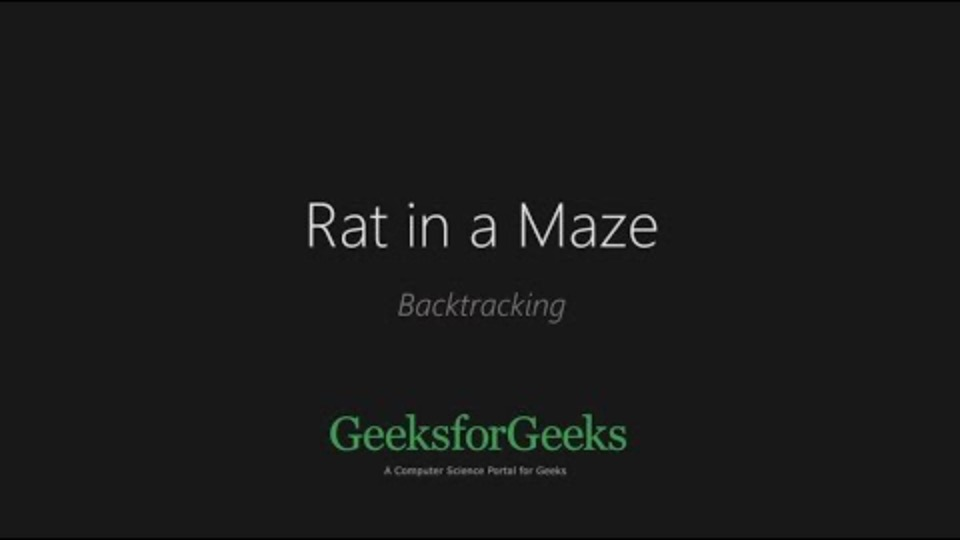 Rat in a Maze
Backtracking
GeeksforGeeks
A Computer Science Portal for Geeks